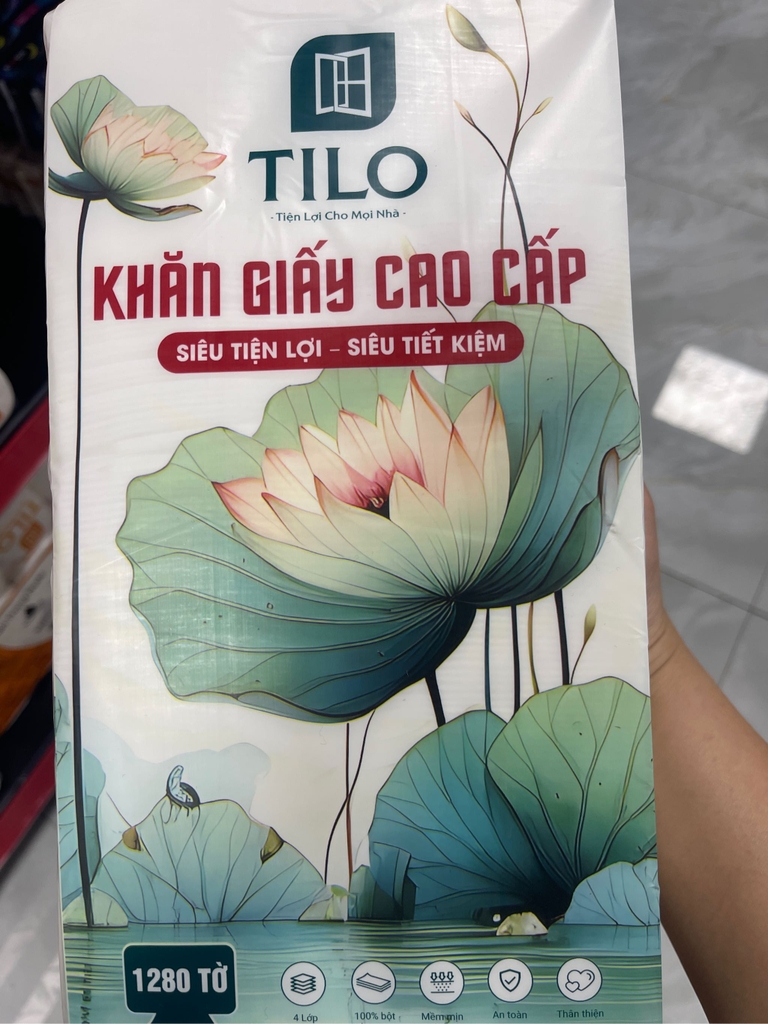 TILO
- Tiện Lợi Cho Mọi Nhà -
KHĂN GIẤY CAO CẤP
SIÊU TIỆN LỢI – SIÊU TIẾT KIỆM
TILO
1280 TỜ
4 Lớp
100% bột
Mềm mịn
An toàn
Thân thiện